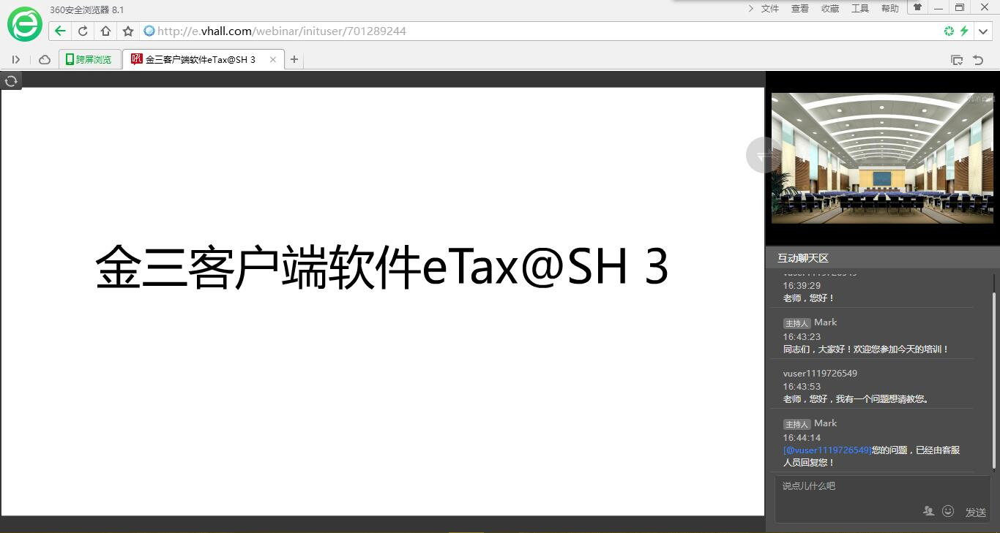 360安全浏览器 8.1
文件 查看 收藏 工具 帮助
http://e.vhall.com/webinar/inituser/701289244
跨屏浏览
金三客户端软件eTax@SH 3
金三客户端软件eTax@SH 3
互动聊天区
vuser1119726549
16:39:29
老师，您好！
主持人 Mark
16:43:23
同志们，大家好！欢迎您参加今天的培训！
vuser1119726549
16:43:53
老师，您好，我有一个问题想请教您。
主持人 Mark
16:44:14
[@vuser1119726549]您的问题，已经由客服
人员回复您！
说点儿什么吧
发送